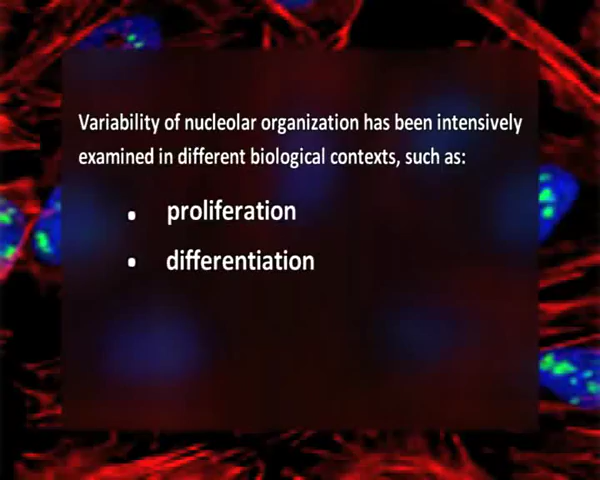 Variability of nucleolar organization has been intensively
examined in different biological contexts, such as:
• proliferation
• differentiation